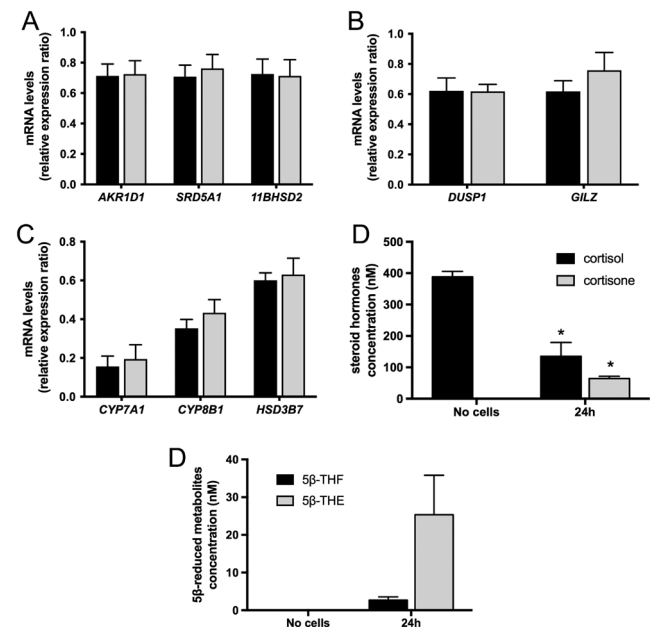 A
mRNA levels
(relative expression ratio)
1.0
0.8
0.6
0.4
0.2
0.0
AKR1D1 SRD5A1 11BHSD2
B
mRNA levels
(relative expression ratio)
1.0
0.8
0.6
0.4
0.2
0.0
DUSP1 GILZ
C
mRNA levels
(relative expression ratio)
0.8
0.6
0.4
0.2
0.0
CYP7A1 CYP8B1 HSD3B7
D
steroid hormones
concentration (nM)
500
400
300
200
100
0
cortisol
cortisone
*
*
No cells 24h
D
5β-reduced metabolites
concentration (nM)
40
30
20
10
0
5β-THF
5β-THE
No cells 24h